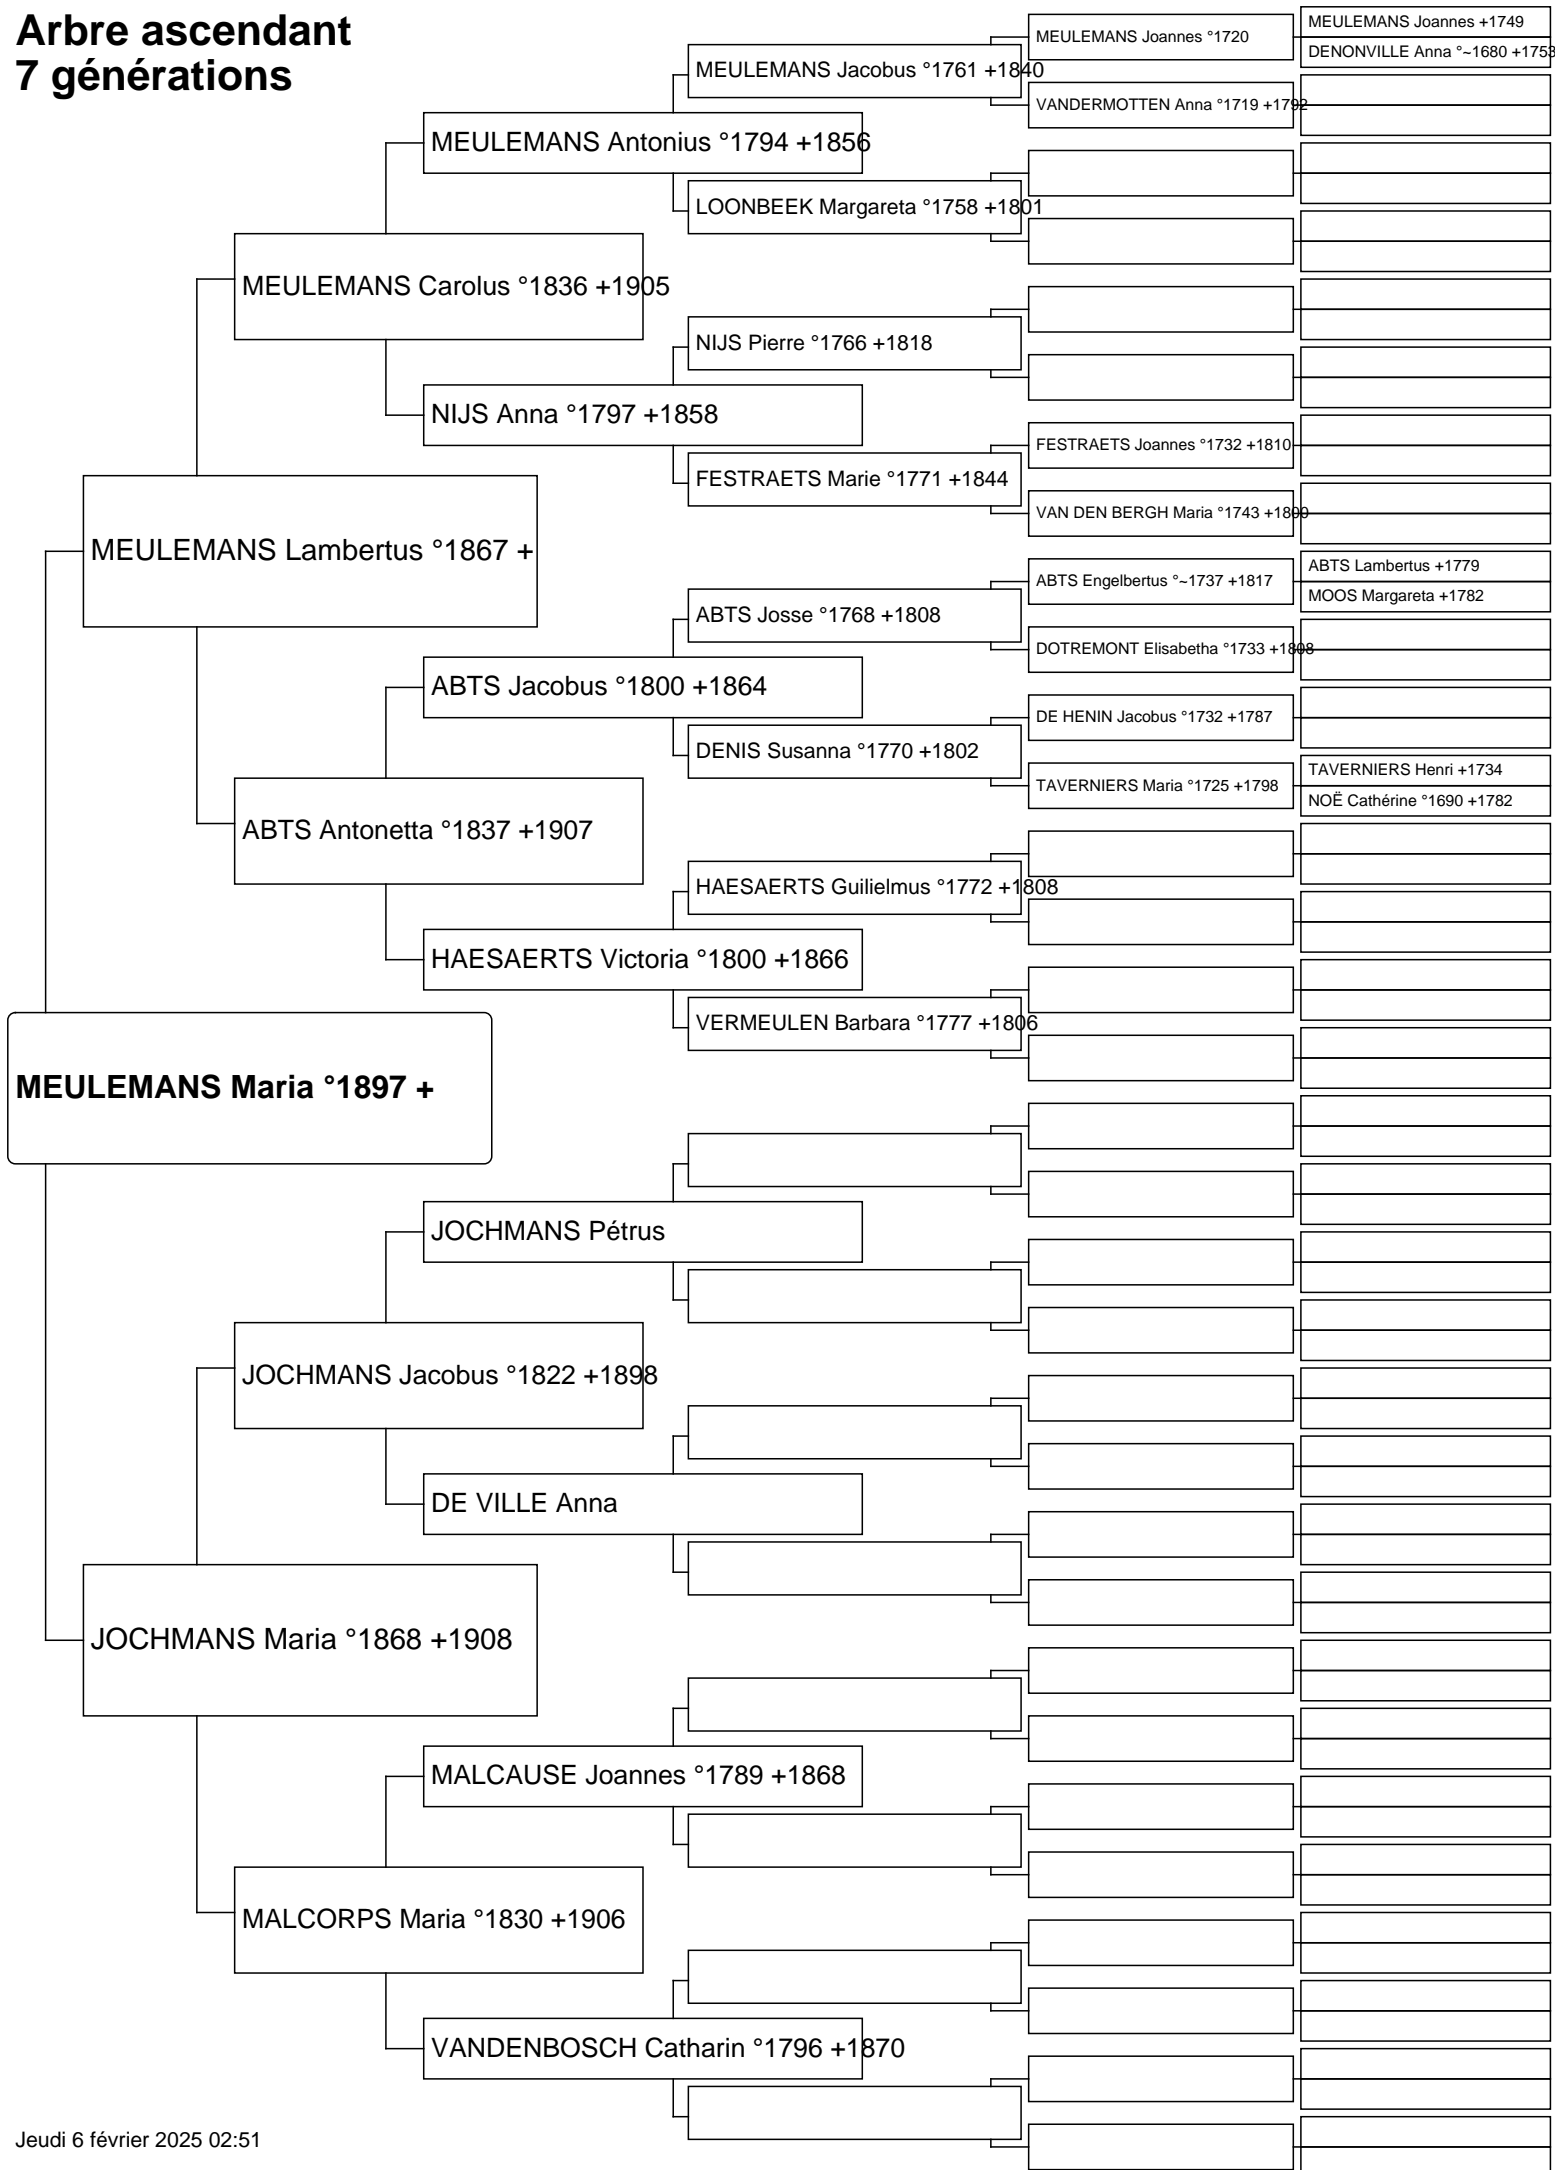 Arbre ascendant
7 générations
MEULEMANS Joannes °1720
MEULEMANS Joannes +1749
DENONVILLE Anna °~1680 +1753
MEULEMANS Jacobus °1761 +1840
VANDERMOTTEN Anna °1719 +1792
MEULEMANS Antonius °1794 +1856
LOONBEEK Margareta °1758 +1801
MEULEMANS Carolus °1836 +1905
NIJS Pierre °1766 +1818
NIJS Anna °1797 +1858
FESTRAETS Joannes °1732 +1810
FESTRAETS Marie °1771 +1844
VAN DEN BERGH Maria °1743 +1800
MEULEMANS Lambertus °1867 +
ABTS Engelbertus °~1737 +1817
ABTS Lambertus +1779
MOOS Margareta +1782
ABTS Josse °1768 +1808
DOTREMONT Elisabetha °1733 +1808
ABTS Jacobus °1800 +1864
DE HENIN Jacobus °1732 +1787
DENIS Susanna °1770 +1802
TAVERNIERS Maria °1725 +1798
TAVERNIERS Henri +1734
NOË Cathérine °1690 +1782
ABTS Antonetta °1837 +1907
HAESAERTS Guilielmus °1772 +1808
HAESAERTS Victoria °1800 +1866
VERMEULEN Barbara °1777 +1806
MEULEMANS Maria °1897 +
JOCHMANS Pétrus
JOCHMANS Jacobus °1822 +1898
DE VILLE Anna
JOCHMANS Maria °1868 +1908
MALCAUSE Joannes °1789 +1868
MALCORPS Maria °1830 +1906
VANDENBOSCH Catharin °1796 +1870
Jeudi 6 février 2025 02:51